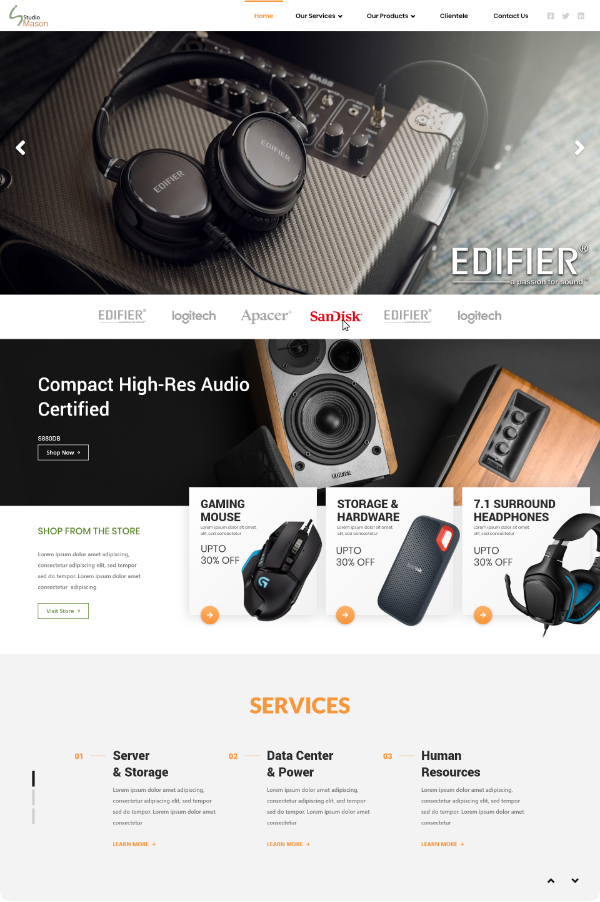 Studio
Mason
Home Our Services Our Products Clientele Contact Us
BASS
EDIFIER
EDIFIER
EDIFIER®
a passion for sound
EDIFIER® logitech Apacer SanDisk EDIFIER® logitech
Compact High-Res Audio
Certified
S880DB
Shop Now →
EDIFIER
SHOP FROM THE STORE
Lorem ipsum dolor amet adipiscing,
consectetur adipiscing elit, sed tempor
sed do tempor. Lorem ipsum dolor amet
consectetur adipiscing
Visit Store →
GAMING
MOUSE
Lorem ipsum dolor sit amet,
elit, sed consectetur
UPTO
30% OFF
G
STORAGE &
HARDWARE
Lorem ipsum dolor sit amet,
elit, sed consectetur
UPTO
30% OFF
7.1 SURROUND
HEADPHONES
Lorem ipsum dolor sit amet,
elit, sed consectetur
UPTO
30% OFF
SERVICES
01 Server
& Storage
Lorem ipsum dolor amet adipiscing,
consectetur adipiscing elit, sed tempor
sed do tempor. Lorem ipsum dolor amet
consectetur
LEARN MORE →
02 Data Center
& Power
Lorem ipsum dolor amet adipiscing,
consectetur adipiscing elit, sed tempor
sed do tempor. Lorem ipsum dolor amet
consectetur
LEARN MORE →
03 Human
Resources
Lorem ipsum dolor amet adipiscing,
consectetur adipiscing elit, sed tempor
sed do tempor. Lorem ipsum dolor amet
consectetur
LEARN MORE →